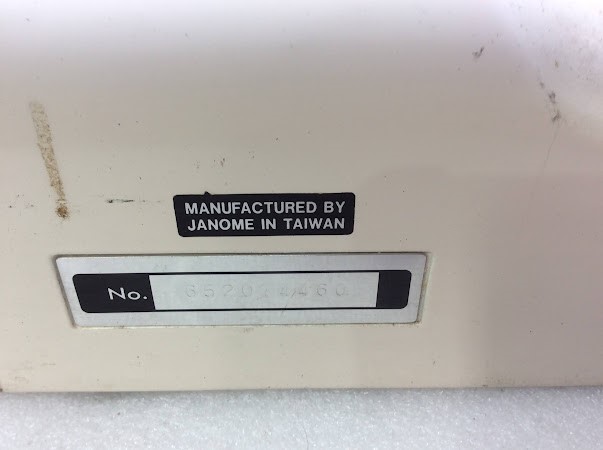 MANUFACTURED BY
JANOME IN TAIWAN
No.